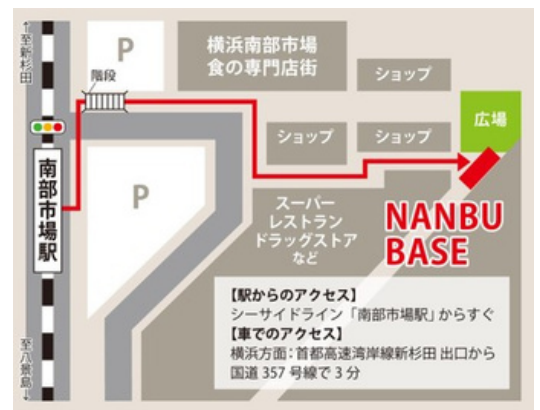 ←至新杉田
P
階段
横浜南部市場
食の専門店街
ショップ
広場
ショップ
ショップ
南部市場駅
P
スーパー
レストラン
ドラッグストア
など
NANBU
BASE
【駅からのアクセス】
シーサイドライン「南部市場駅」からすぐ
【車でのアクセス】
横浜方面：首都高速湾岸線新杉田 出口から
国道 357 号線で 3 分
至八景島→